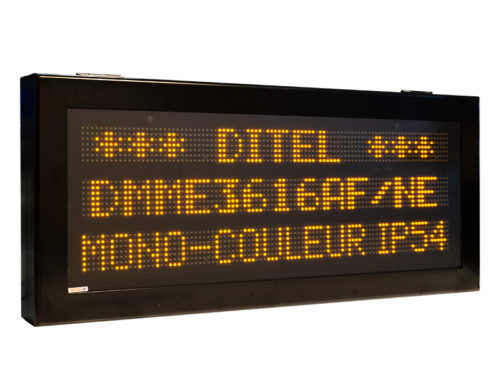 *** DITEL ***
DMME3616AF/NE
MONO-COULEUR IP54